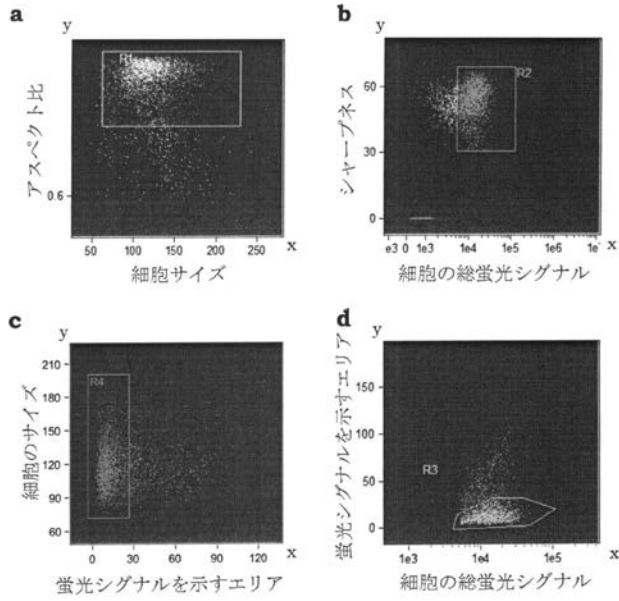 a
y
R1
アスペクト比
0.6
50 100 150 200 250
x
細胞サイズ
b
y
R2
シャープネス
60
30
0
e3 0 1e3 1e4 1e5 1e6 1e
x
細胞の総蛍光シグナル
c
y
R4
細胞のサイズ
210
180
150
120
90
60
0 30 60 90 120
x
蛍光シグナルを示すエリア
d
y
R3
蛍光シグナルを示すエリア
150
100
50
0
1e3 1e4 1e5
x
細胞の総蛍光シグナル